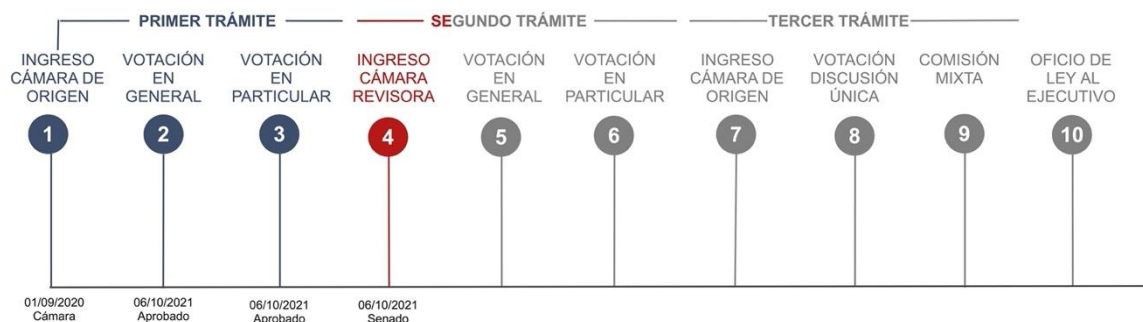 PRIMER TRÁMITE
SEGUNDO TRÁMITE
TERCER TRÁMITE
INGRESO
CÁMARA DE
ORIGEN
1
VOTACIÓN
EN
GENERAL
2
VOTACIÓN
EN
PARTICULAR
3
INGRESO
CÁMARA
REVISORA
4
VOTACIÓN
EN
GENERAL
5
VOTACIÓN
EN
PARTICULAR
6
INGRESO
CÁMARA DE
ORIGEN
7
VOTACIÓN
DISCUSIÓN
ÚNICA
8
COMISIÓN
MIXTA
9
OFICIO DE
LEY AL
EJECUTIVO
10
01/09/2020
Cámara
06/10/2021
Aprobado
06/10/2021
Aprobado
06/10/2021
Senado